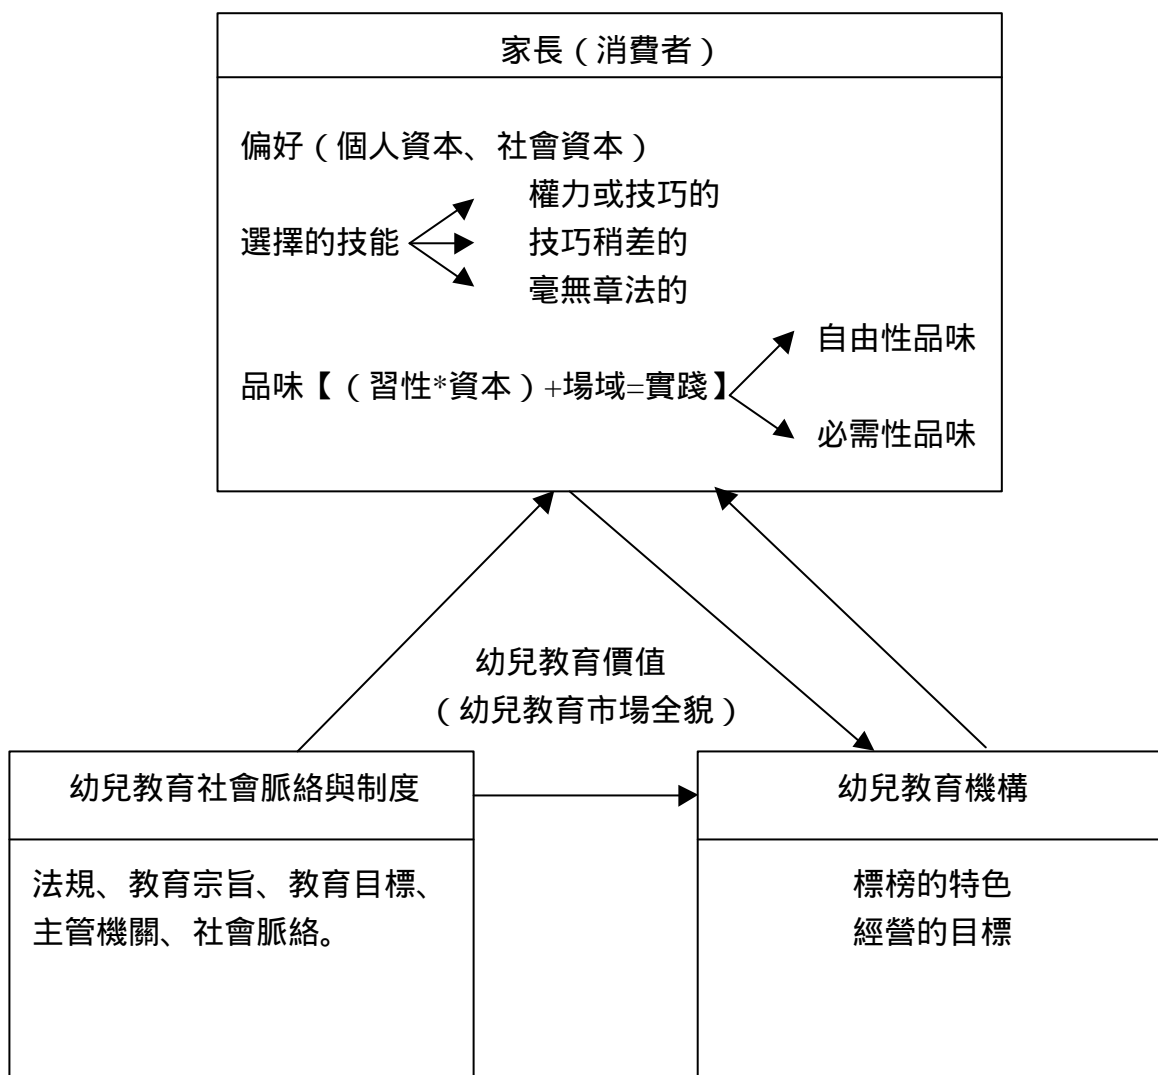 家長（消費者）
偏好（個人資本、社會資本）
權力或技巧的
選擇的技能
技巧稍差的
毫無章法的
自由性品味
品味【（習性*資本）+場域=實踐】
必需性品味
幼兒教育價值
（幼兒教育市場全貌）
幼兒教育社會脈絡與制度
幼兒教育機構
法規、教育宗旨、教育目標、
主管機關、社會脈絡。
標榜的特色
經營的目標